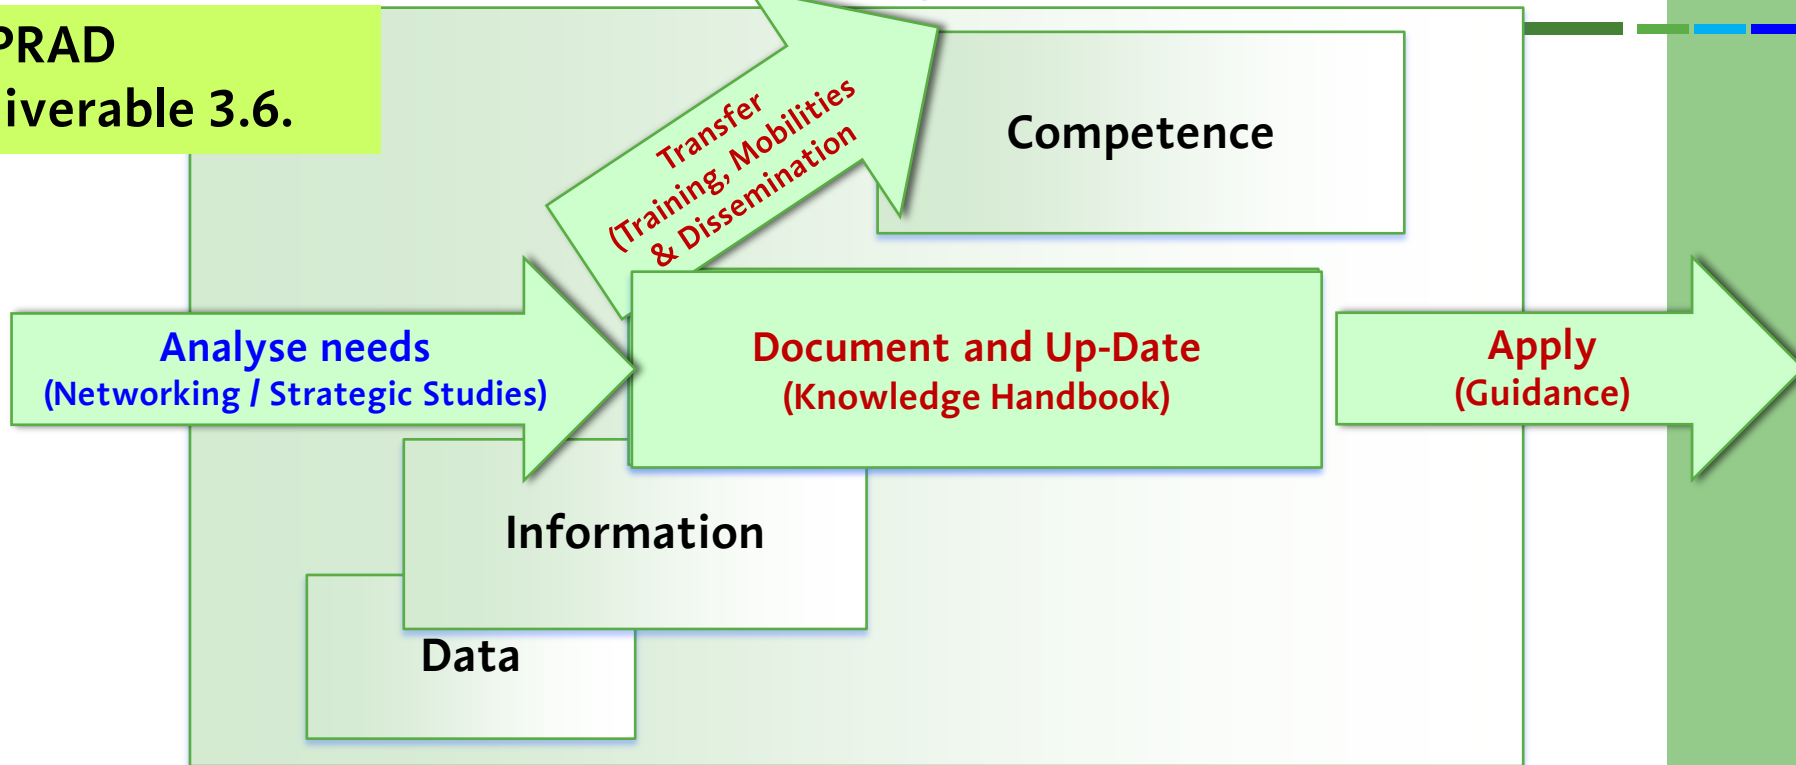 PRAD
iverable 3.6.
Transfer
(Training, Mobilities
& Dissemination
Competence
Analyse needs
(Networking / Strategic Studies)
Document and Up-Date
(Knowledge Handbook)
Apply
(Guidance)
Information
Data